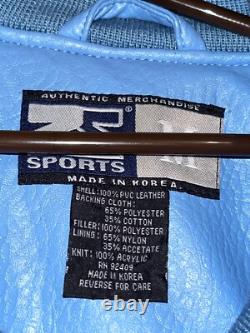 AUTHENTIC MERCHANDISE
SPORTS
M
MADE IN KOREA.
SHELL: 100% PVC LEATHER
BACKING CLOTH:
65% POLYESTER
35% COTTON
FILLER: 100% POLYESTER
LINING: 65% NYLON
35% ACETATE
KNIT: 100% ACRYLIC
RN 92409
MADE IN KOREA
REVERSE FOR CARE